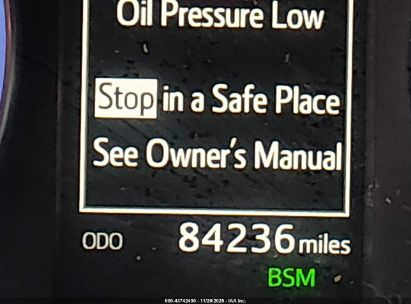 Oil Pressure Low
Stop in a Safe Place
See Owner's Manual
ODO 84236 miles
BSM